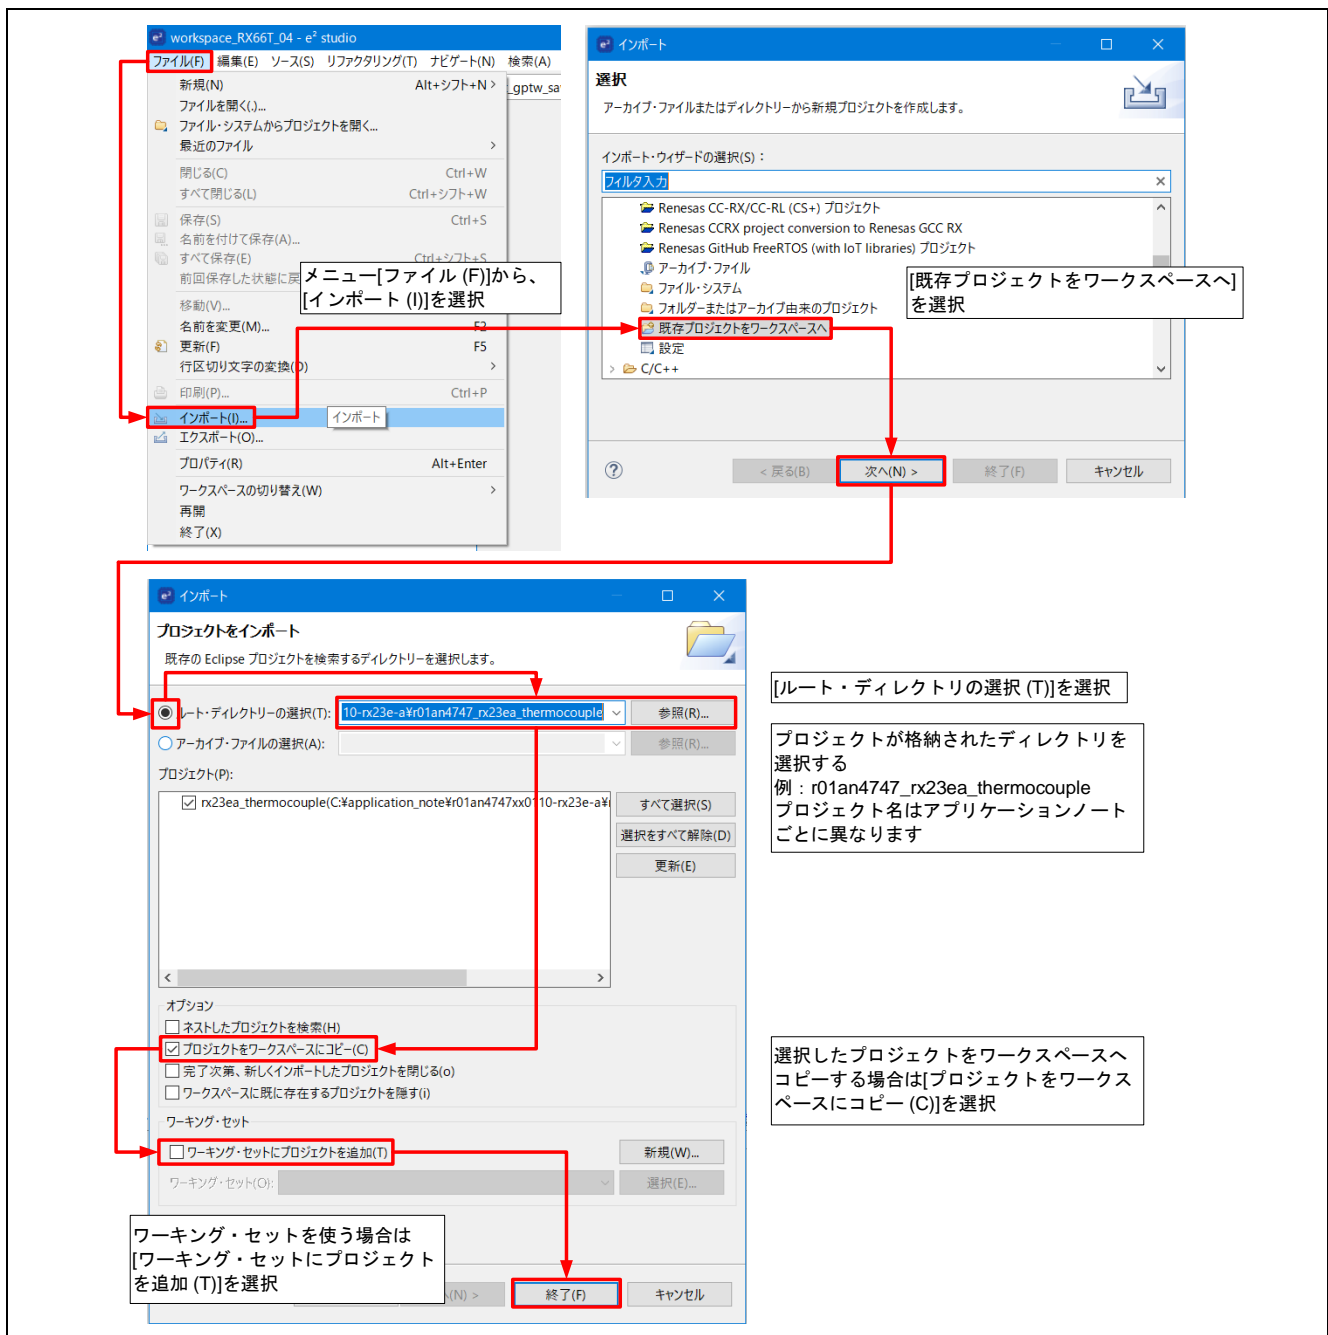 workspace_RX66T_04 - e² studio
ファイル(F) 編集(E) ソース(S) リファクタリング(T) ナビゲート(N) 検索(A)
新規(N) Alt+シフト+N >
_gptw_sa
ファイルを開く(.)...
ファイル・システムからプロジェクトを開く...
最近のファイル >
閉じる(C) Ctrl+W
すべて閉じる(L) Ctrl+シフト+W
保存(S) Ctrl+S
名前を付けて保存(A)...
すべて保存(E) Ctrl+シフト+S
前回保存した状態に戻
移動(V)...
名前を変更(M)... F2
更新(F) F5
行区切り文字の変換(D) >
印刷(P)... Ctrl+P
インポート(I)... インポート
エクスポート(O)...
プロパティ(R) Alt+Enter
ワークスペースの切り替え(W) >
再開
終了(X)
メニュー[ファイル (F)]から、
[インポート (I)]を選択
インポート
選択
アーカイブ・ファイルまたはディレクトリーから新規プロジェクトを作成します。
インポート・ウィザードの選択(S)：
フィルタ入力
Renesas CC-RX/CC-RL (CS+) プロジェクト
Renesas CCRX project conversion to Renesas GCC RX
Renesas GitHub FreeRTOS (with IoT libraries) プロジェクト
アーカイブ・ファイル
ファイル・システム
フォルダーまたはアーカイブ由来のプロジェクト
既存プロジェクトをワークスペースへ
設定
> C/C++
[既存プロジェクトをワークスペースへ]
を選択
< 戻る(B) 次へ(N) > 終了(F) キャンセル
インポート
プロジェクトをインポート
既存の Eclipse プロジェクトを検索するディレクトリーを選択します。
ルート・ディレクトリーの選択(T): 10-rx23e-a¥r01an4747_rx23ea_thermocouple 参照(R)...
アーカイブ・ファイルの選択(A): 参照(R)...
プロジェクト(P):
rx23ea_thermocouple(C:¥application_note¥r01an4747xx0110-rx23e-a¥r
すべて選択(S)
選択をすべて解除(D)
更新(E)
オプション
ネストしたプロジェクトを検索(H)
プロジェクトをワークスペースにコピー(C)
完了次第、新しくインポートしたプロジェクトを閉じる(o)
ワークスペースに既に存在するプロジェクトを隠す(i)
ワーキング・セット
ワーキング・セットにプロジェクトを追加(T) 新規(W)...
ワーキング・セット(O): 選択(E)...
(N) > 終了(F) キャンセル
[ルート・ディレクトリの選択 (T)]を選択
プロジェクトが格納されたディレクトリを
選択する
例：r01an4747_rx23ea_thermocouple
プロジェクト名はアプリケーションノート
ごとに異なります
選択したプロジェクトをワークスペースへ
コピーする場合は[プロジェクトをワークス
ペースにコピー (C)]を選択
ワーキング・セットを使う場合は
[ワーキング・セットにプロジェクト
を追加 (T)]を選択